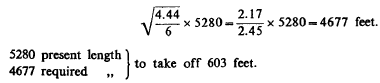 √4.44/6 × 5280 = 2.17/2.45 × 5280 = 4677 feet.
5280 present length
4677 required „
} to take off 603 feet.